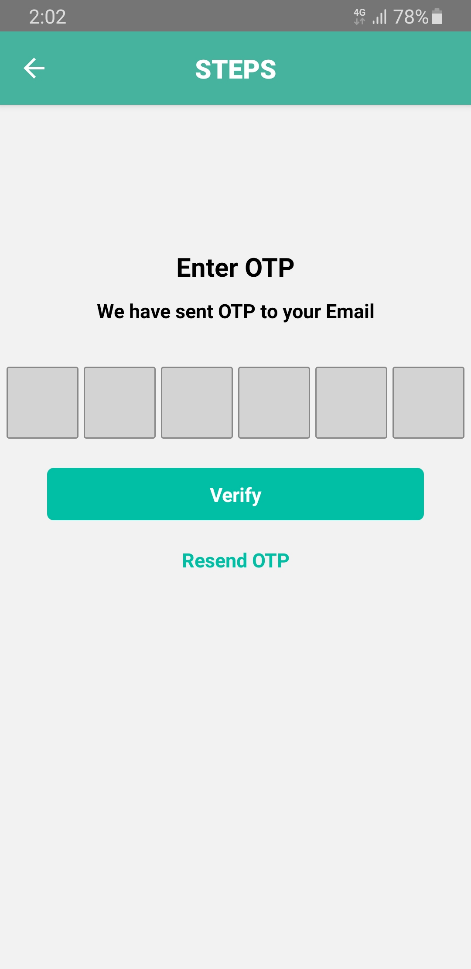 2:02 4G 78%
STEPS
Enter OTP
We have sent OTP to your Email
Verify
Resend OTP